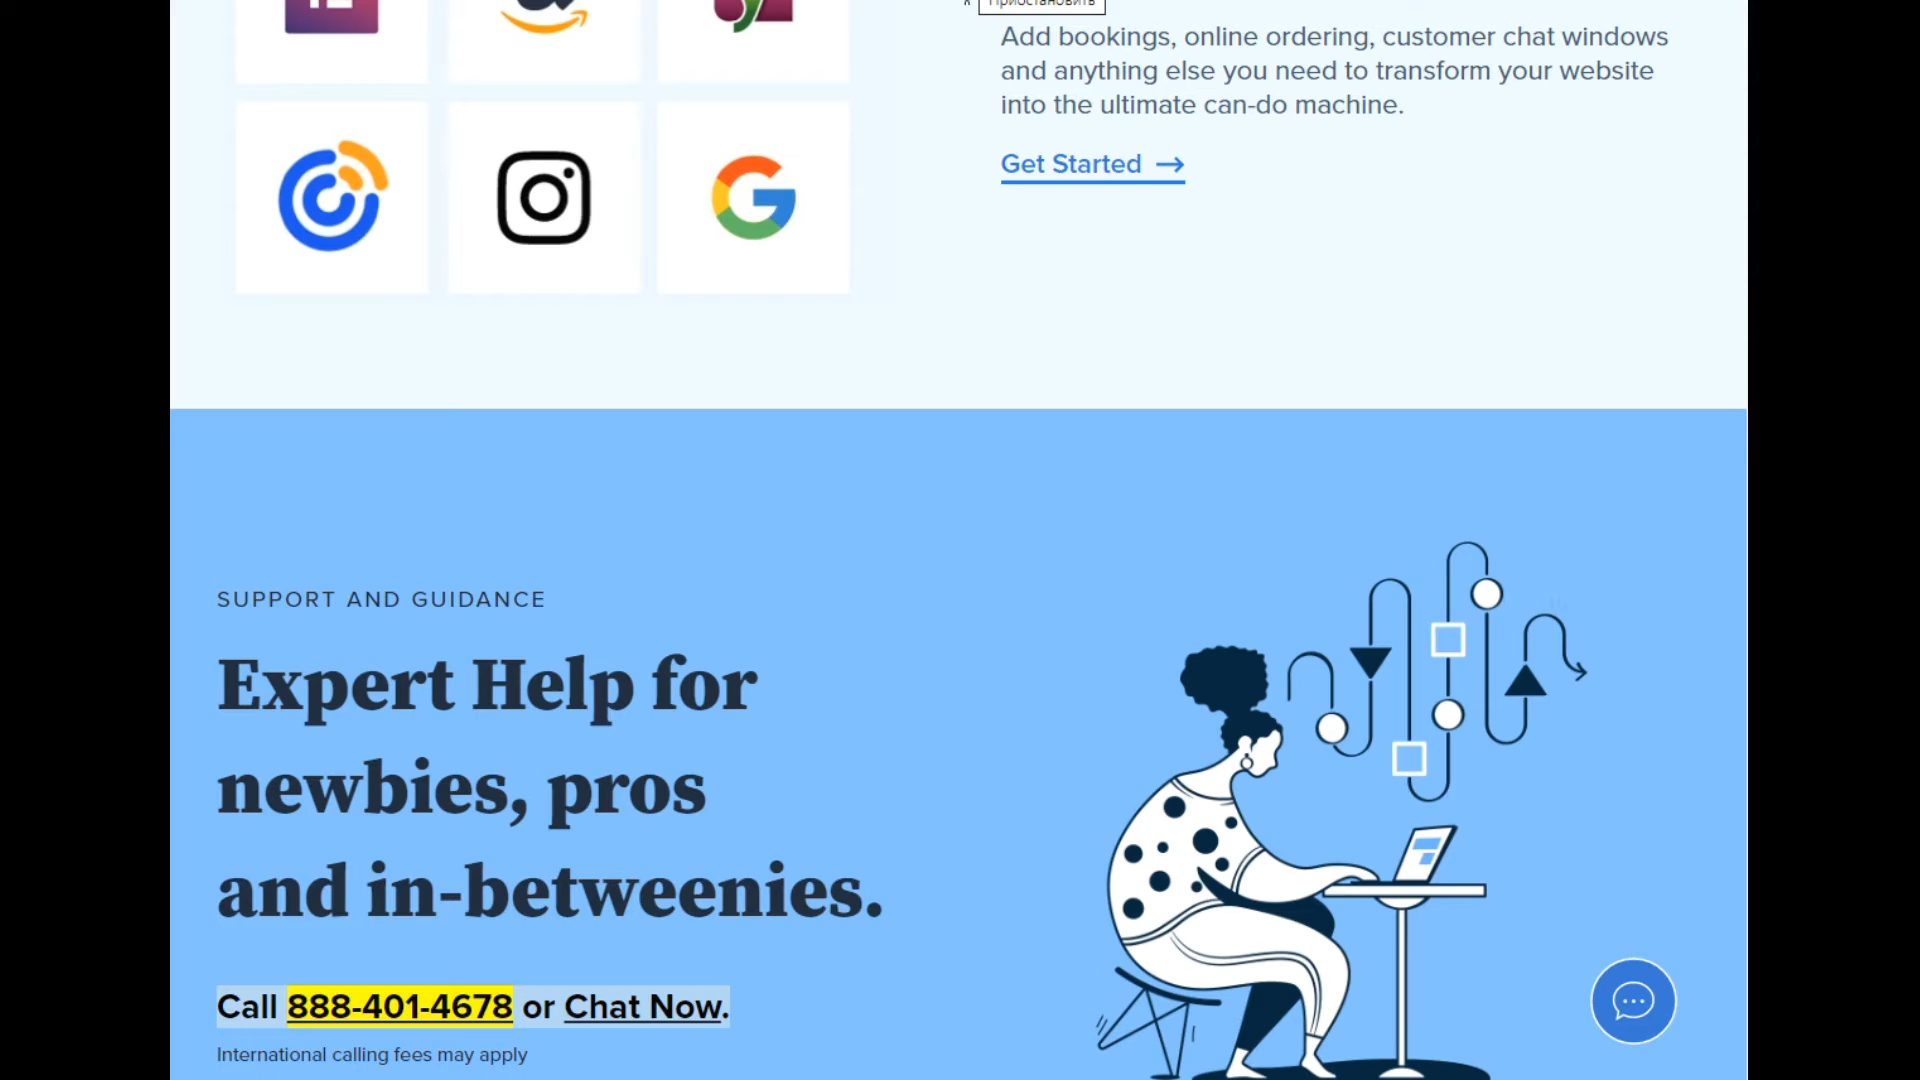 Приостановить
Add bookings, online ordering, customer chat windows
and anything else you need to transform your website
into the ultimate can-do machine.
Get Started →
SUPPORT AND GUIDANCE
Expert Help for
newbies, pros
and in-betweenies.
Call 888-401-4678 or Chat Now.
International calling fees may apply